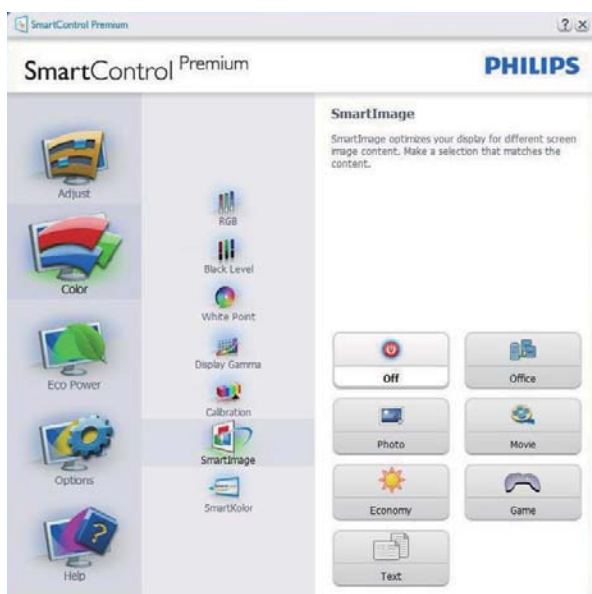 SmartControl Premium
SmartControl Premium
PHILIPS
Adjust
Color
Eco Power
Options
Help
RGB
Black Level
White Point
Display Gamma
Calibration
SmartImage
SmartKolor
SmartImage
SmartImage optimizes your display for different screen
image content. Make a selection that matches the
content.
Off
Office
Photo
Movie
Economy
Game
Text